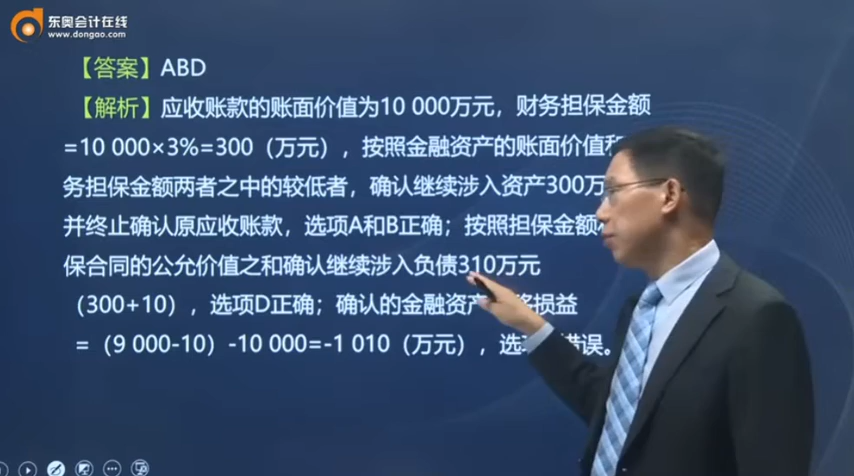 东奥会计在线
www.dongao.com
【答案】ABD
【解析】应收账款的账面价值为10 000万元，财务担保金额
=10 000×3%=300（万元），按照金融资产的账面价值
务担保金额两者之中的较低者，确认继续涉入资产300万
并终止确认原应收账款，选项A和B正确；按照担保金额
保合同的公允价值之和确认继续涉入负债310万元
（300+10），选项D正确；确认的金融资产 损益
=（9 000-10）-10 000=-1 010（万元），选 错误。